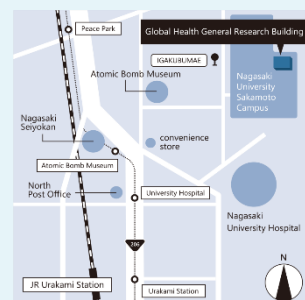 Peace Park
Global Health General Research Building
IGAKUBUMAE
Atomic Bomb Museum
Nagasaki
University
Sakamoto
Campus
Nagasaki
Seiyokan
convenience
store
Atomic Bomb Museum
North
Post Office
University Hospital
Nagasaki
University Hospital
206
N
JR Urakami Station
Urakami Station